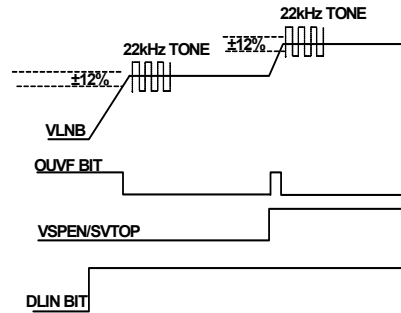 22kHz TONE
±12%
22kHz TONE
±12%
VLNB
OUVF BIT
VSPEN/SVTOP
DLIN BIT